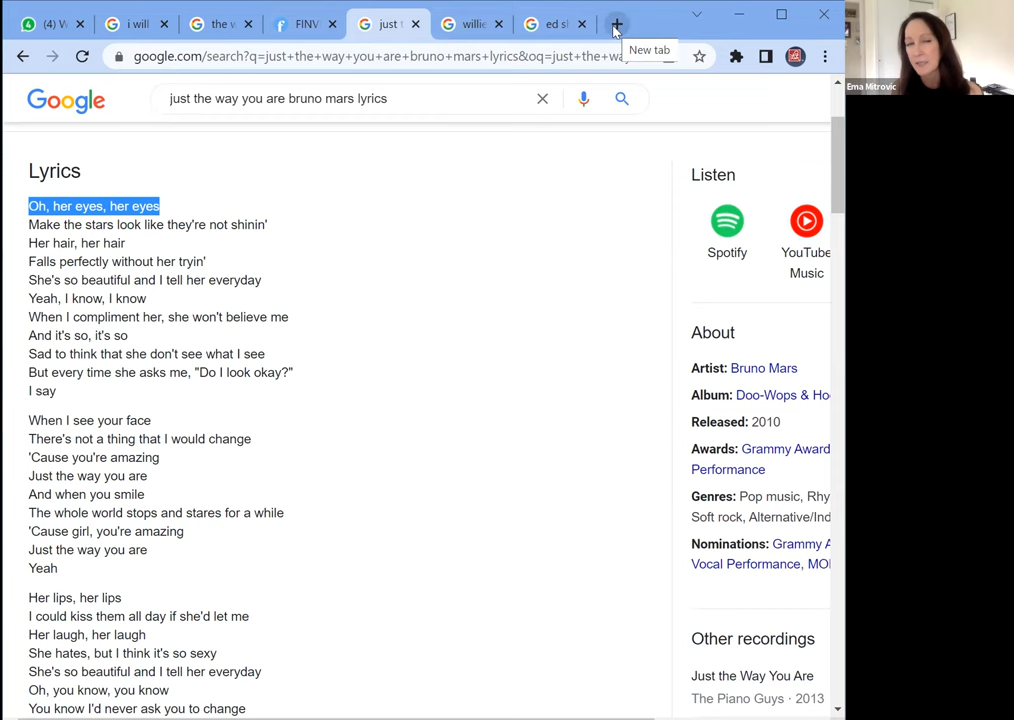 (4) W
i will
the v
FINV
just t
willie
ed sl
New tab
google.com/search?q=just+the+way+you+are+bruno+mars+lyrics&oq=just+the+wa
Ema Mitrovic
Google
just the way you are bruno mars lyrics
Lyrics
Oh, her eyes, her eyes
Make the stars look like they're not shinin'
Her hair, her hair
Falls perfectly without her tryin'
She's so beautiful and I tell her everyday
Yeah, I know, I know
When I compliment her, she won't believe me
And it's so, it's so
Sad to think that she don't see what I see
But every time she asks me, "Do I look okay?"
I say
When I see your face
There's not a thing that I would change
'Cause you're amazing
Just the way you are
And when you smile
The whole world stops and stares for a while
'Cause girl, you're amazing
Just the way you are
Yeah
Her lips, her lips
I could kiss them all day if she'd let me
Her laugh, her laugh
She hates, but I think it's so sexy
She's so beautiful and I tell her everyday
Oh, you know, you know
You know I'd never ask you to change
Listen
Spotify
YouTube
Music
About
Artist: Bruno Mars
Album: Doo-Wops & Hoo
Released: 2010
Awards: Grammy Award
Performance
Genres: Pop music, Rhy
Soft rock, Alternative/Ind
Nominations: Grammy A
Vocal Performance, MO
Other recordings
Just the Way You Are
The Piano Guys · 2013